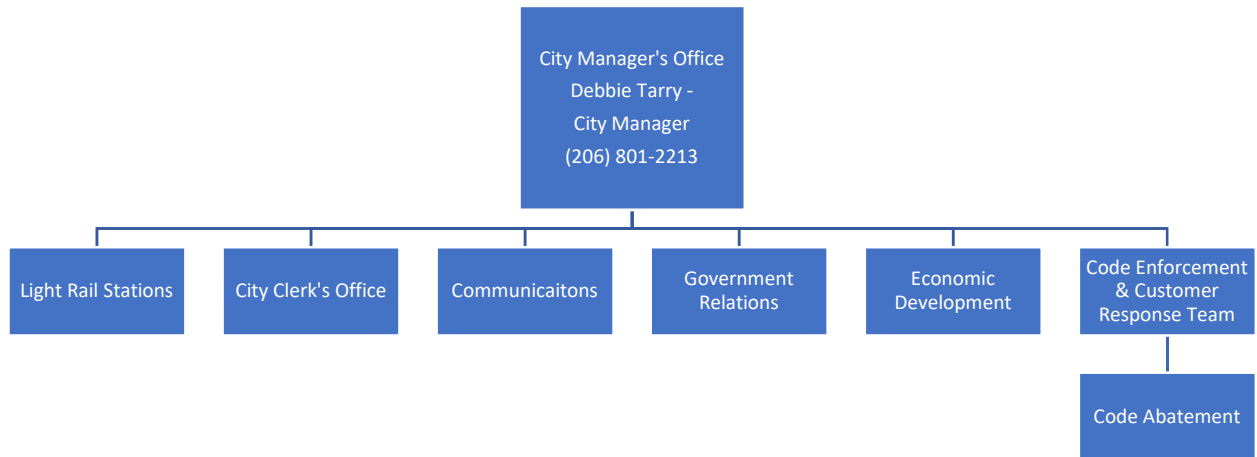 City Manager's Office
Debbie Tarry -
City Manager
(206) 801-2213
Light Rail Stations
City Clerk's Office
Communicaitons
Government
Relations
Economic
Development
Code Enforcement
& Customer
Response Team
Code Abatement